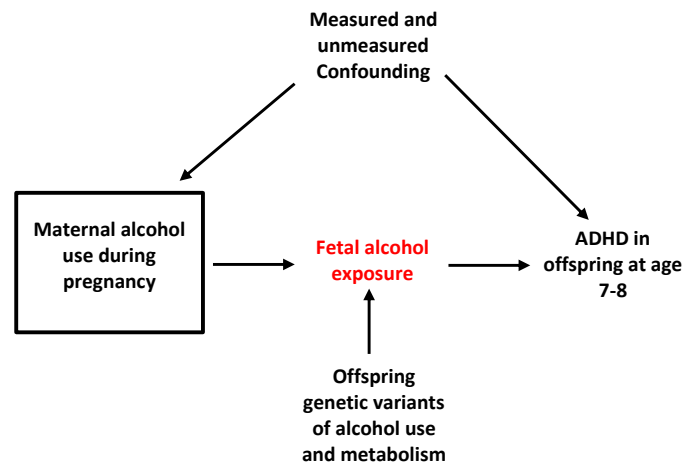 Measured and
unmeasured
Confounding
Maternal alcohol
use during
pregnancy
Fetal alcohol
exposure
ADHD in
offspring at age
7-8
Offspring
genetic variants
of alcohol use
and metabolism